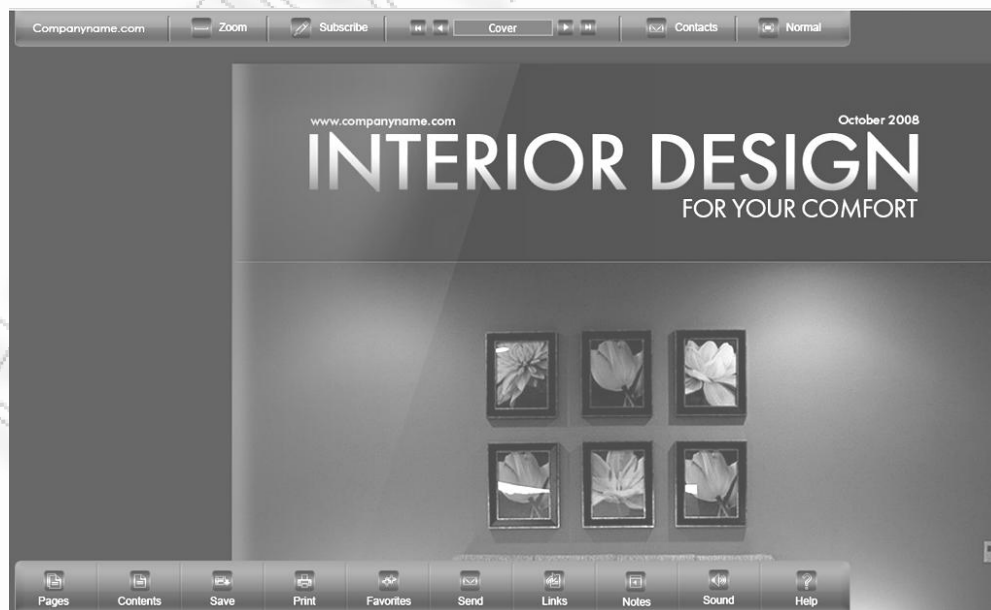 Companyname.com Zoom Subscribe Cover Contacts Normal
www.companyname.com October 2008
INTERIOR DESIGN
FOR YOUR COMFORT
Pages Contents Save Print Favorites Send Links Notes Sound Help